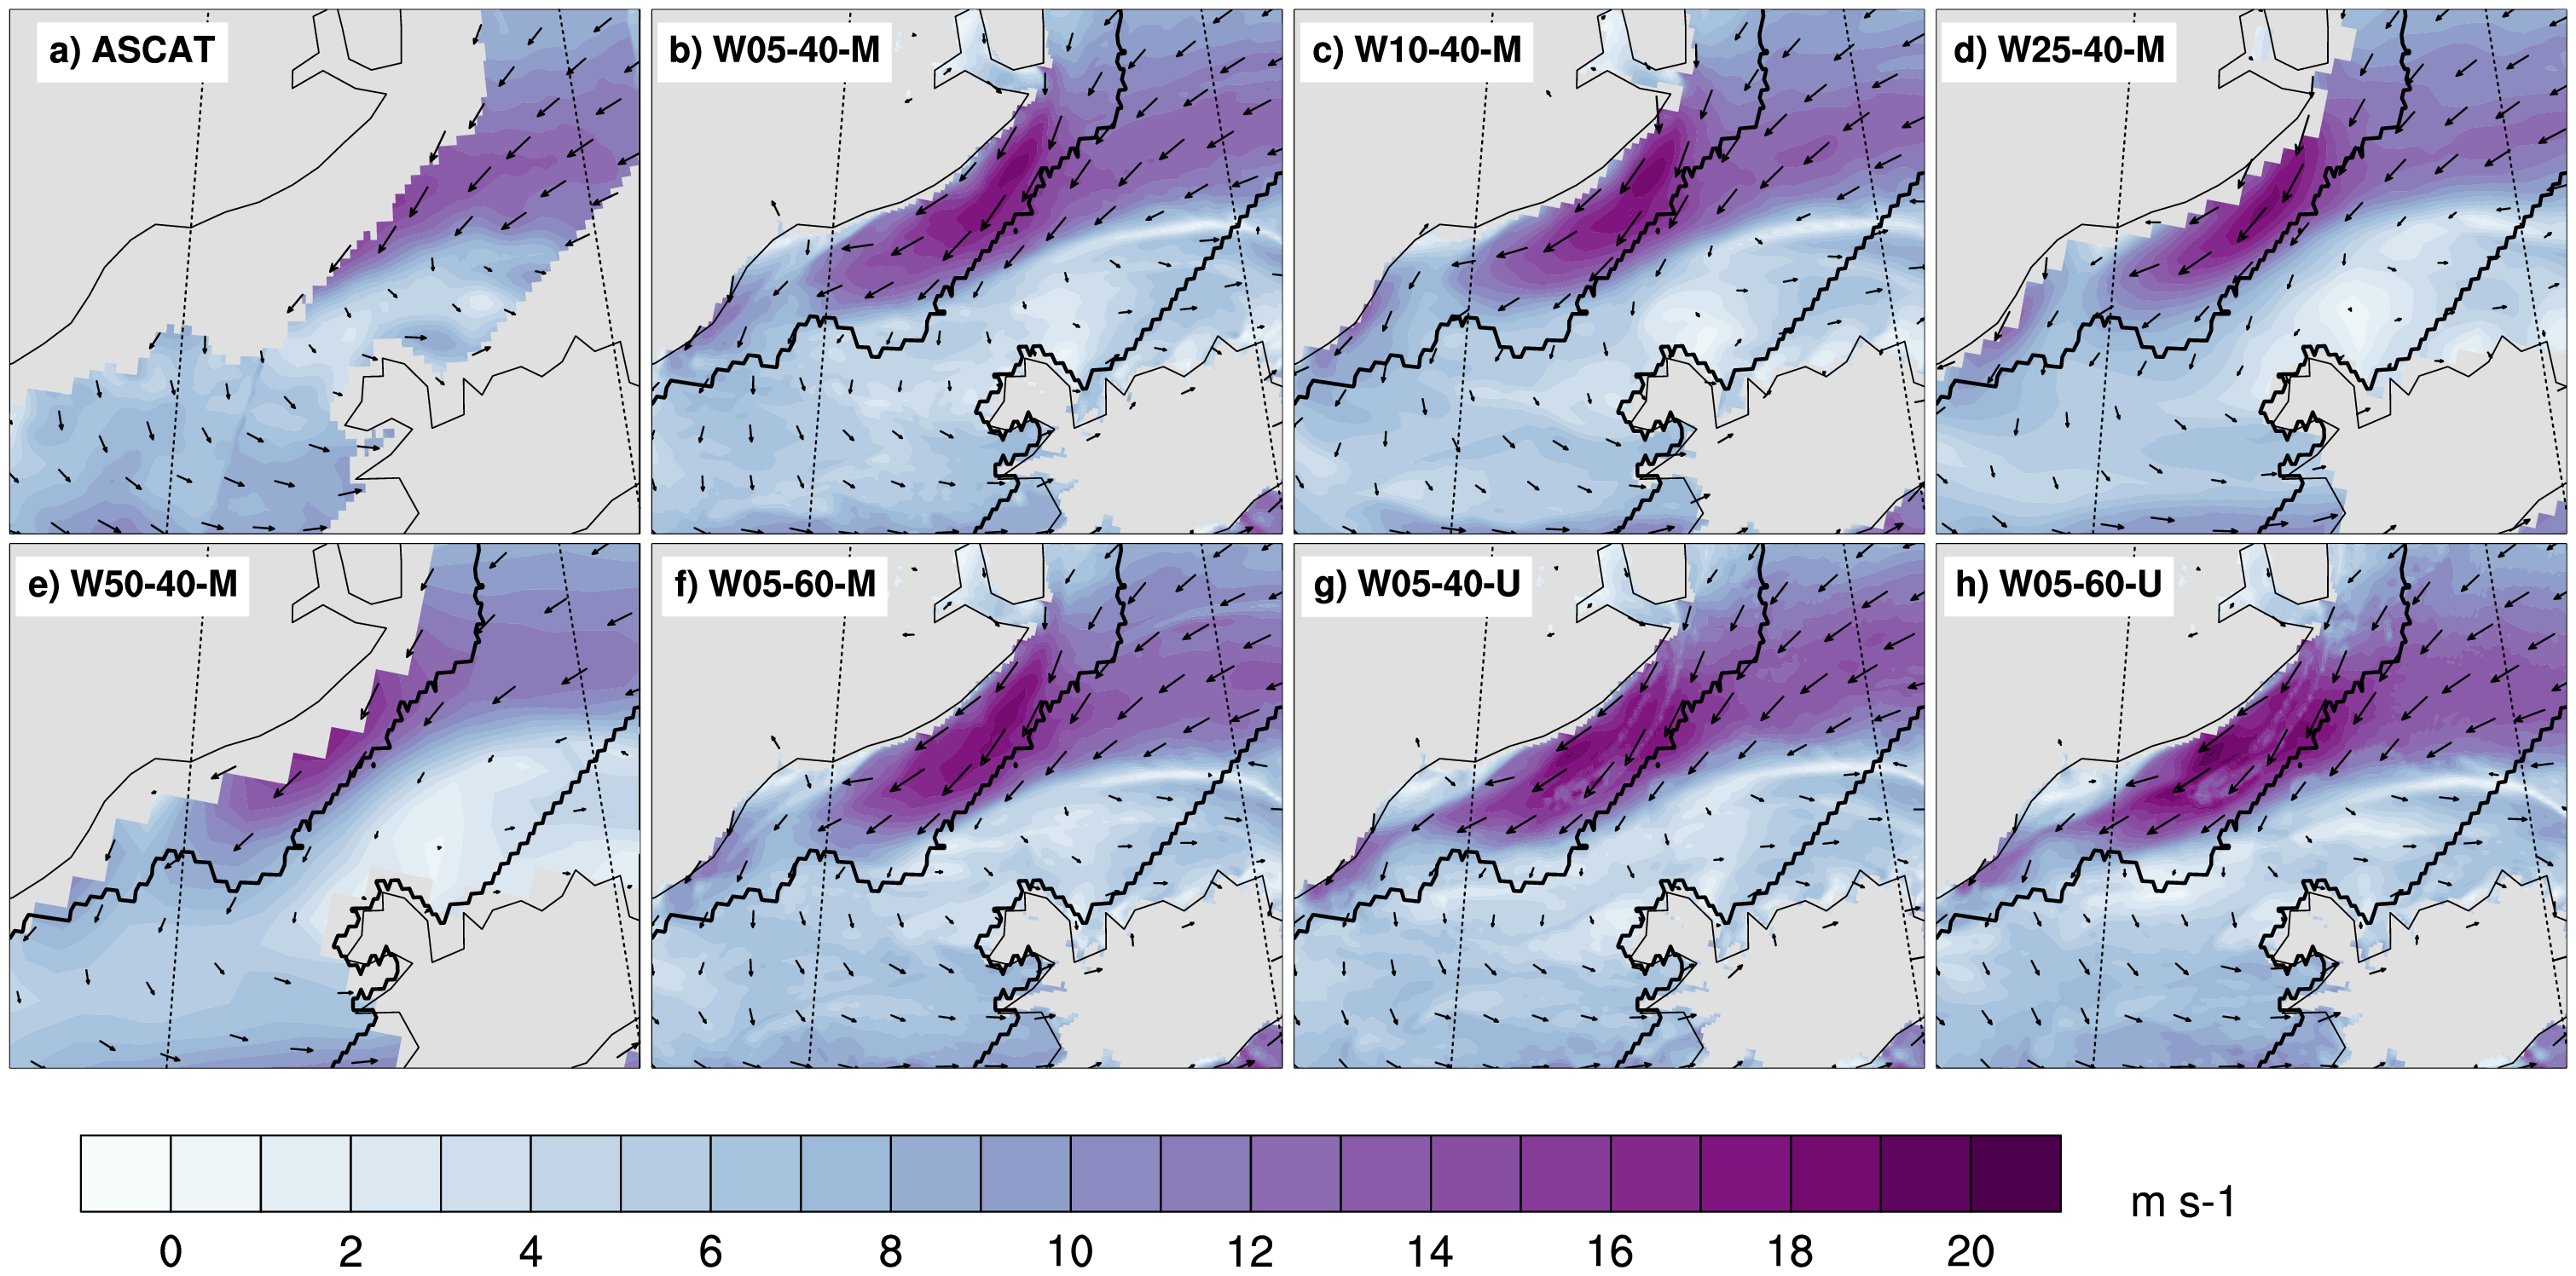 a) ASCAT
b) W05-40-M
c) W10-40-M
d) W25-40-M
e) W50-40-M
f) W05-60-M
g) W05-40-U
h) W05-60-U
0 2 4 6 8 10 12 14 16 18 20
m s-1